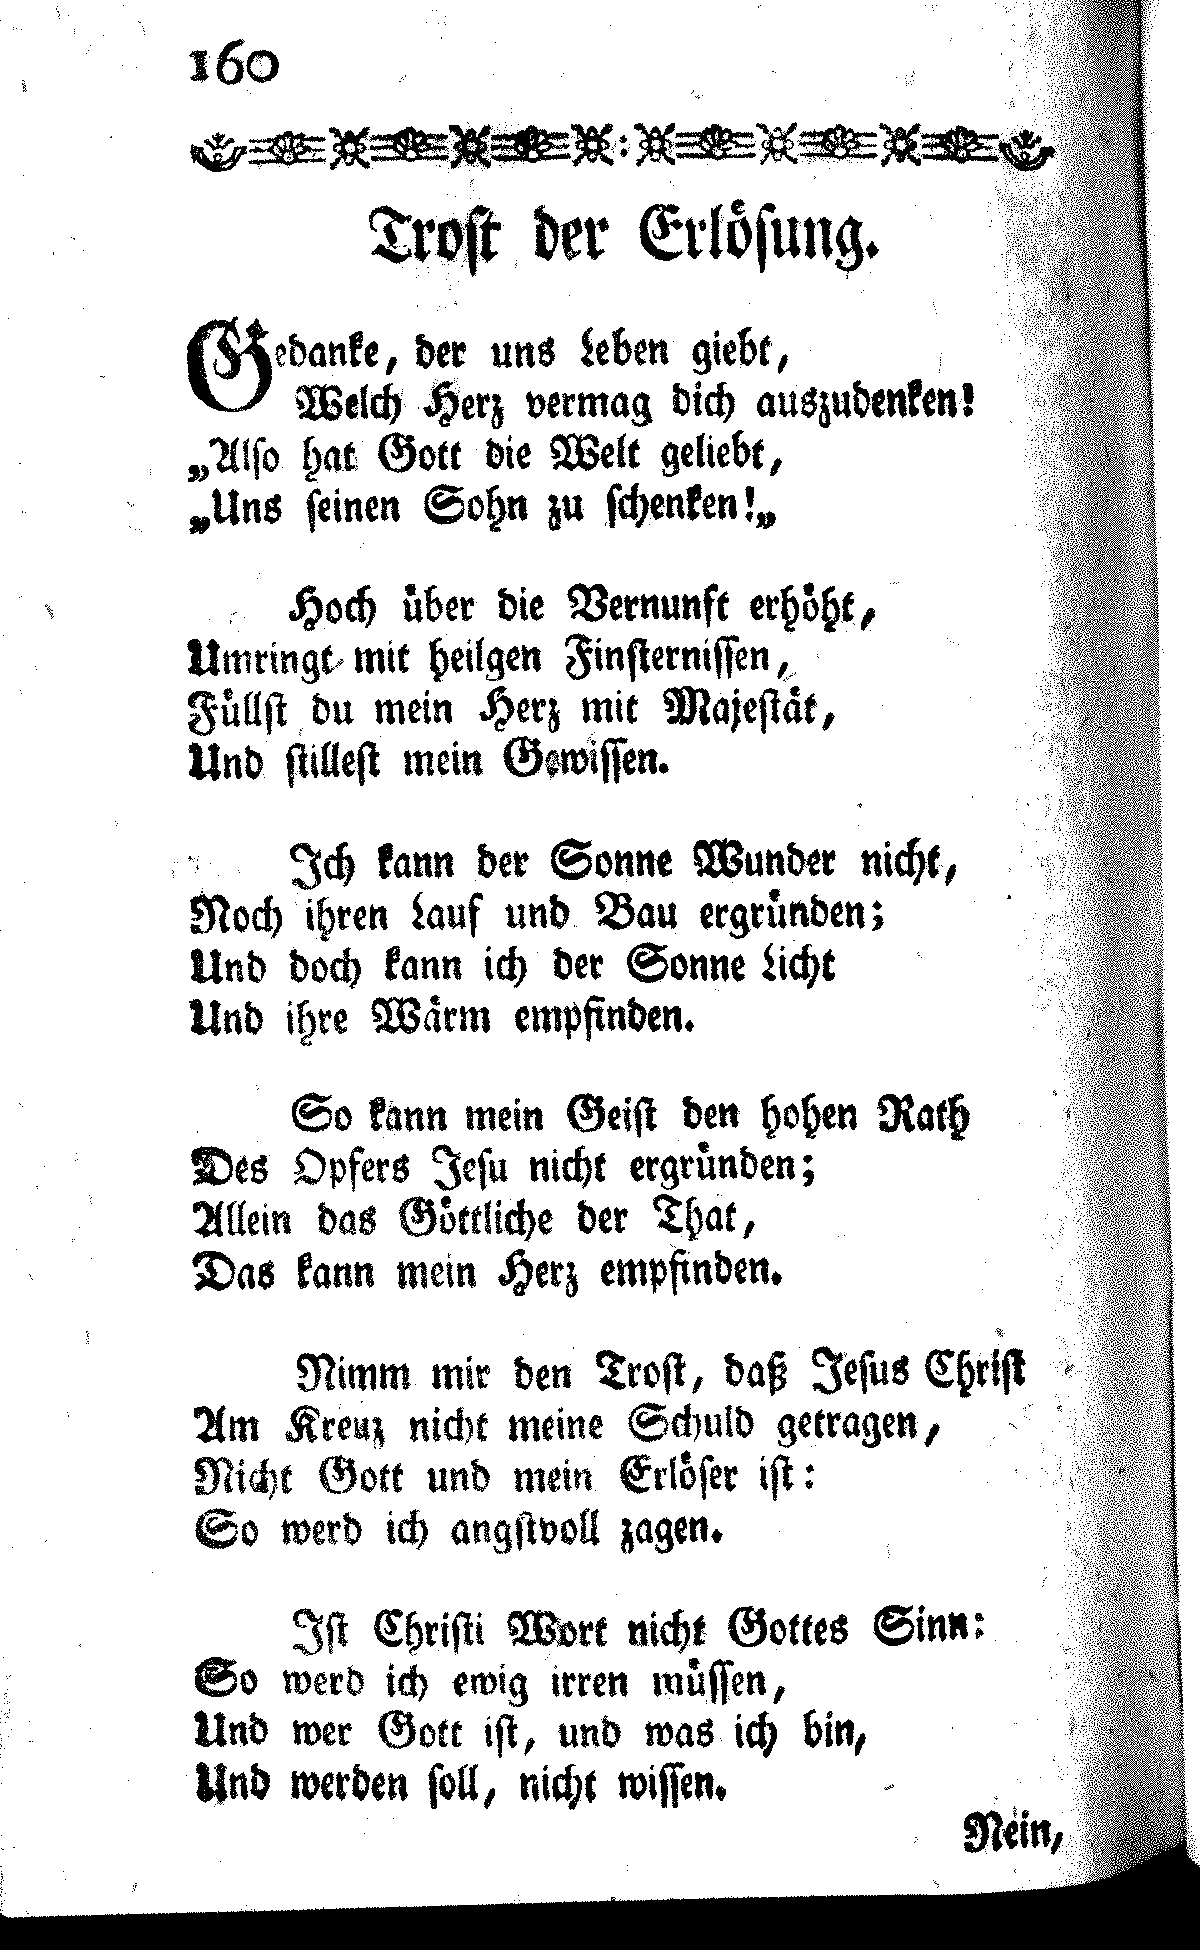 160
Troſt der Erlöſung.
Gedanke, der uns Leben giebt,
Welch Herz vermag dich auszudenken!
„Alſo hat Gott die Welt geliebt,
„Uns ſeinen Sohn zu ſchenken!„
Hoch über die Vernunft erhöht,
Umringt mit heilgen Finſterniſſen,
Füllſt du mein Herz mit Majeſtät,
Und ſtilleſt mein Gewiſſen.
Ich kann der Sonne Wunder nicht,
Noch ihren Lauf und Bau ergründen;
Und doch kann ich der Sonne Licht
Und ihre Wärm empfinden.
So kann mein Geiſt den hohen Rath
Des Opfers Jeſu nicht ergründen;
Allein das Göttliche der That,
Das kann mein Herz empfinden.
Nimm mir den Troſt, daß Jeſus Chriſt
Am Kreuz nicht meine Schuld getragen,
Nicht Gott und mein Erlöſer iſt:
So werd ich angſtvoll zagen.
Iſt Chriſti Wort nicht Gottes Sinn:
So werd ich ewig irren müſſen,
Und wer Gott iſt, und was ich bin,
Und werden ſoll, nicht wiſſen.
Nein,